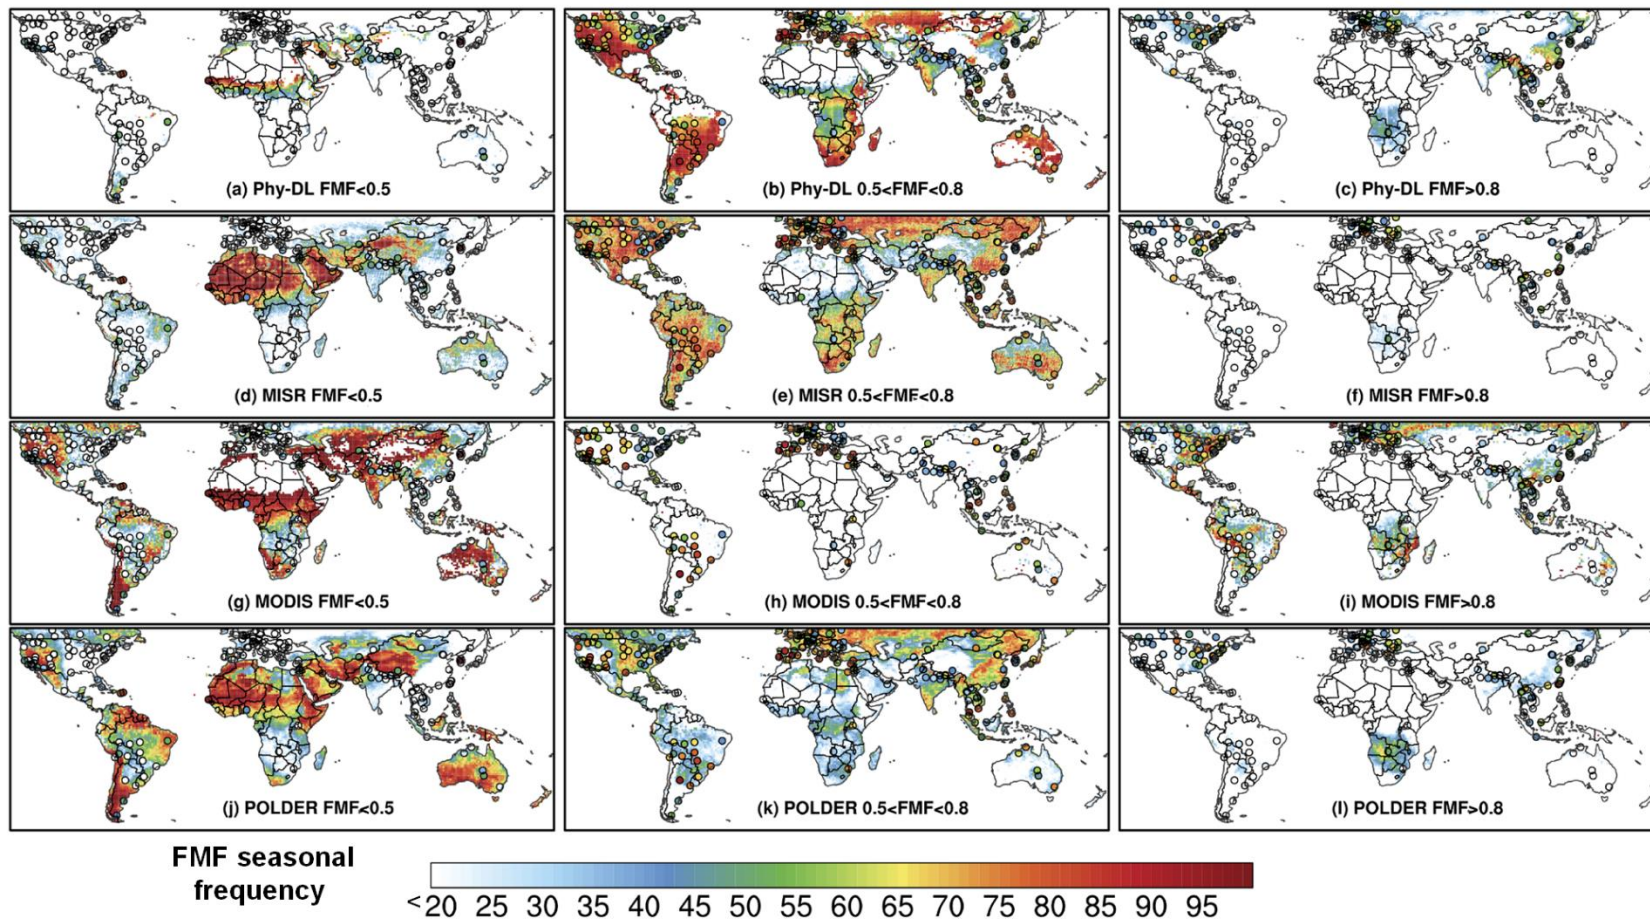 (a) Phy-DL FMF<0.5
(b) Phy-DL 0.5<FMF<0.8
(c) Phy-DL FMF>0.8
(d) MISR FMF<0.5
(e) MISR 0.5<FMF<0.8
(f) MISR FMF>0.8
(g) MODIS FMF<0.5
(h) MODIS 0.5<FMF<0.8
(i) MODIS FMF>0.8
(j) POLDER FMF<0.5
(k) POLDER 0.5<FMF<0.8
(l) POLDER FMF>0.8
FMF seasonal
frequency
<20 25 30 35 40 45 50 55 60 65 70 75 80 85 90 95